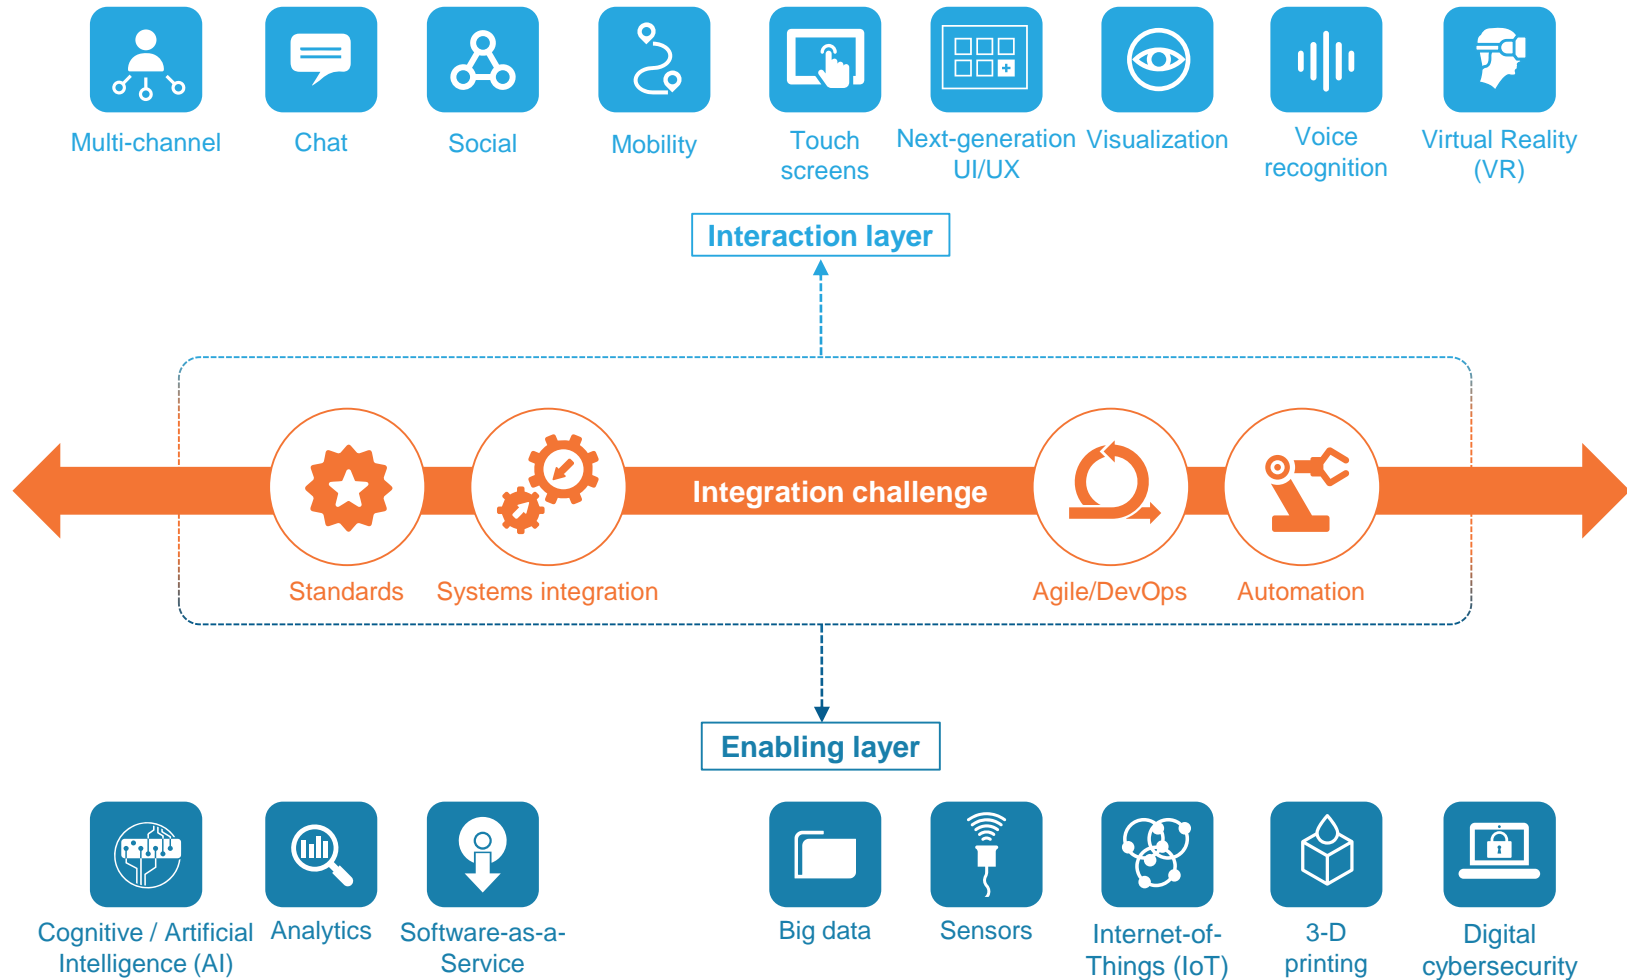 Multi-channel
Chat
Social
Mobility
Touch
screens
Next-generation
UI/UX
Visualization
Voice
recognition
Virtual Reality
(VR)
Interaction layer
Integration challenge
Standards
Systems integration
Agile/DevOps
Automation
Enabling layer
Cognitive / Artificial
Intelligence (AI)
Analytics
Software-as-a-
Service
Big data
Sensors
Internet-of-
Things (IoT)
3-D
printing
Digital
cybersecurity